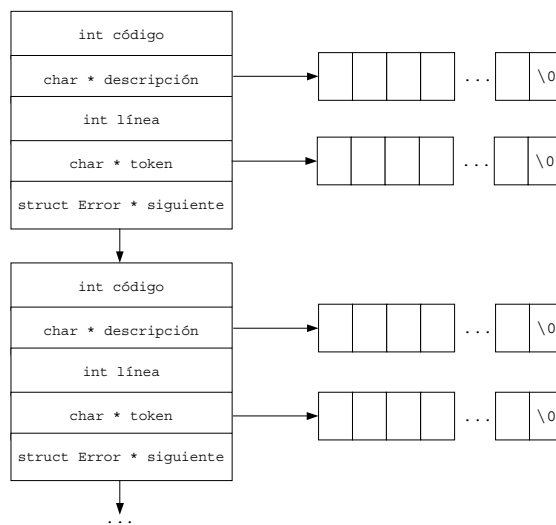 int código
char * descripción
... \0
int línea
char * token
... \0
struct Error * siguiente
int código
char * descripción
... \0
int línea
char * token
... \0
struct Error * siguiente
...